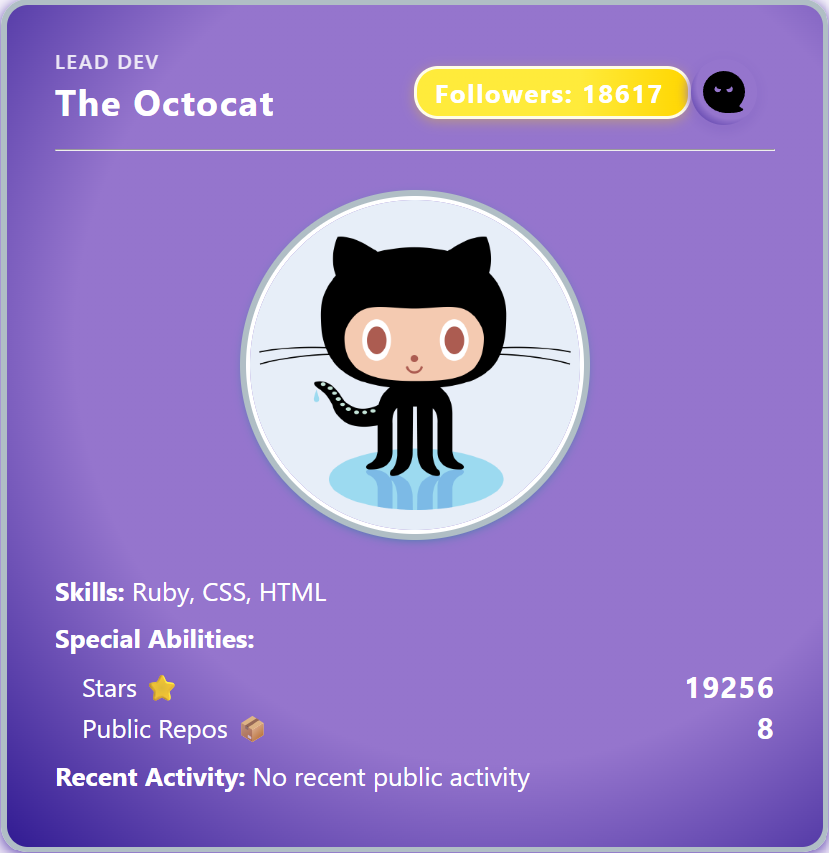 LEAD DEV
The Octocat
Followers: 18617
Skills: Ruby, CSS, HTML
Special Abilities:
Stars ⭐ 19256
Public Repos 📦 8
Recent Activity: No recent public activity